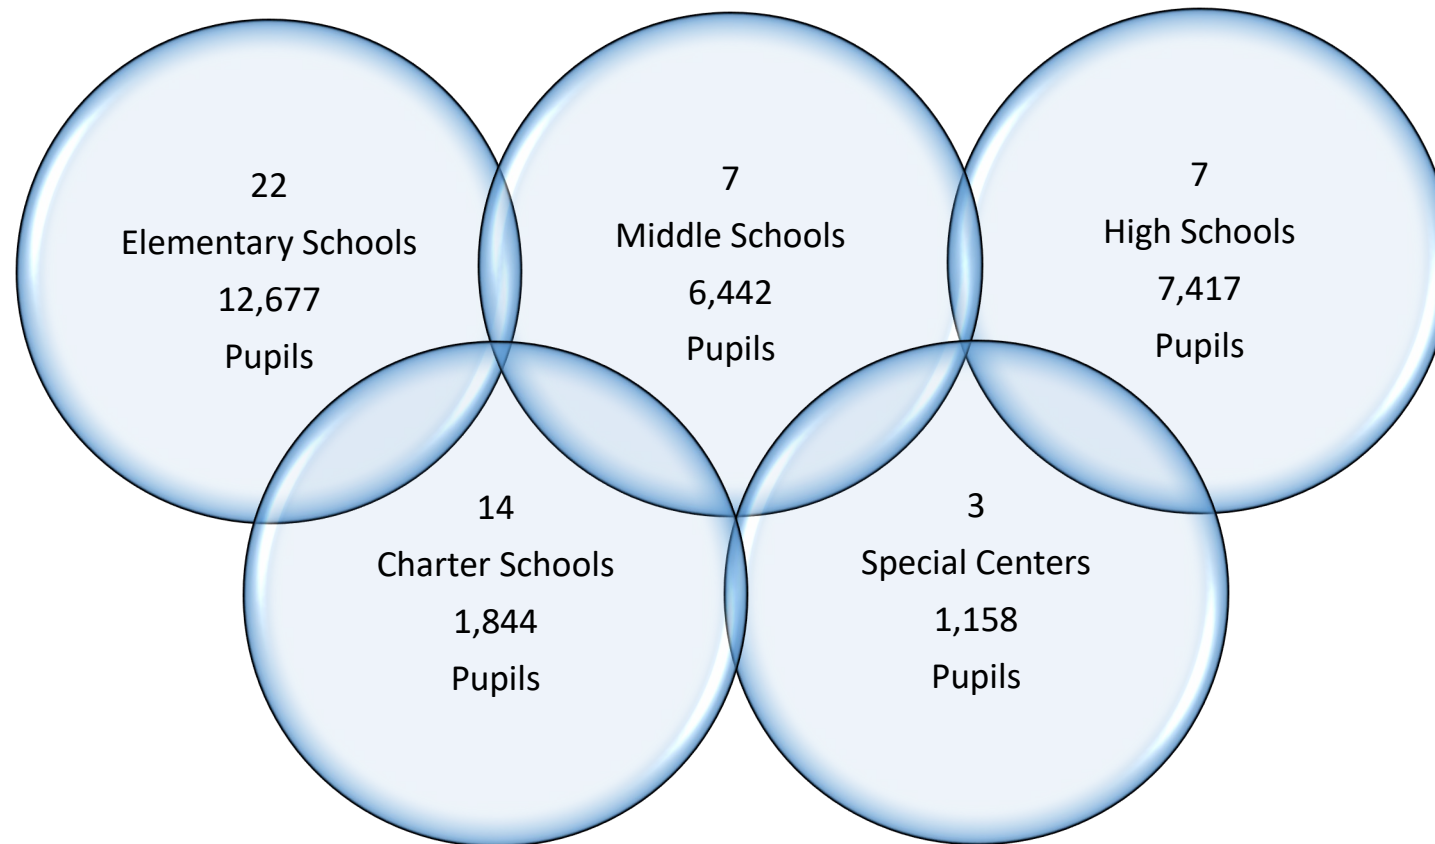 22
Elementary Schools
12,677
Pupils
7
Middle Schools
6,442
Pupils
7
High Schools
7,417
Pupils
14
Charter Schools
1,844
Pupils
3
Special Centers
1,158
Pupils